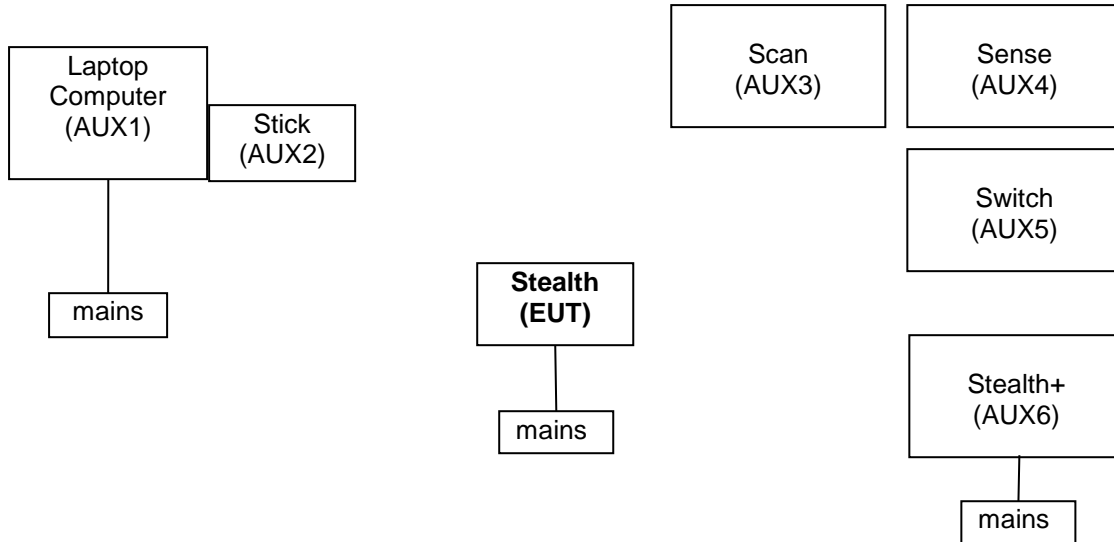 Laptop
Computer
(AUX1)
Stick
(AUX2)
mains
Stealth
(EUT)
mains
Scan
(AUX3)
Sense
(AUX4)
Switch
(AUX5)
Stealth+
(AUX6)
mains